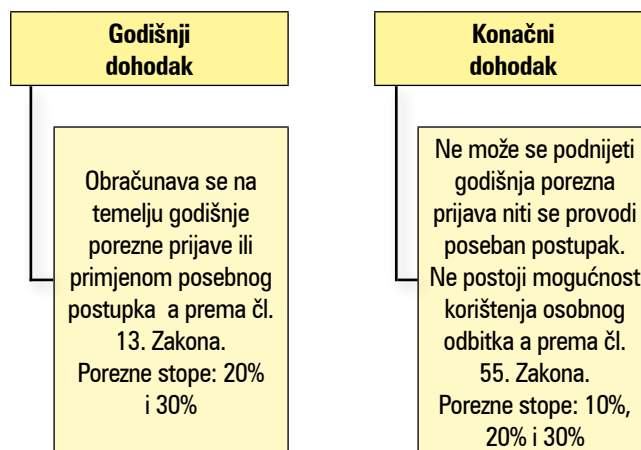 Godišnji
dohodak
Obračunava se na
temelju godišnje
porezne prijave ili
primjenom posebnog
postupka a prema čl.
13. Zakona.
Porezne stope: 20%
i 30%
Konačni
dohodak
Ne može se podnijeti
godišnja porezna
prijava niti se provodi
poseban postupak.
Ne postoji mogućnost
korištenja osobnog
odbitka a prema čl.
55. Zakona.
Porezne stope: 10%,
20% i 30%